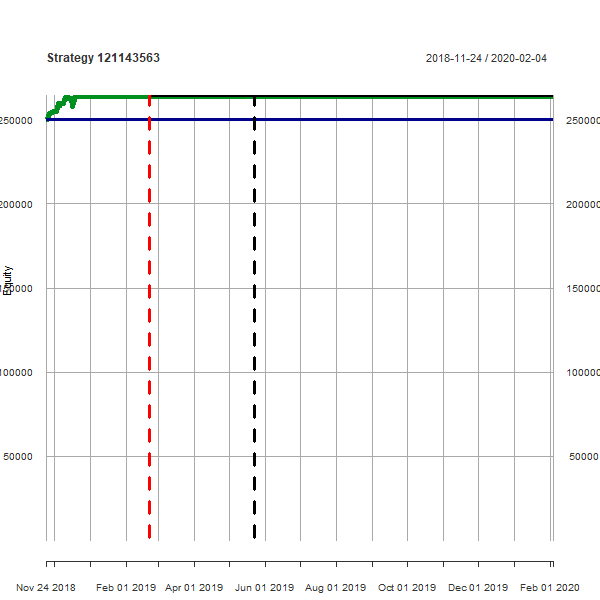 Strategy 121143563
2018-11-24 / 2020-02-04
250000 250000
200000 200000
Equity
150000 150000
100000 100000
50000 50000
Nov 24 2018 Feb 01 2019 Apr 01 2019 Jun 01 2019 Aug 01 2019 Oct 01 2019 Dec 01 2019 Feb 01 2020